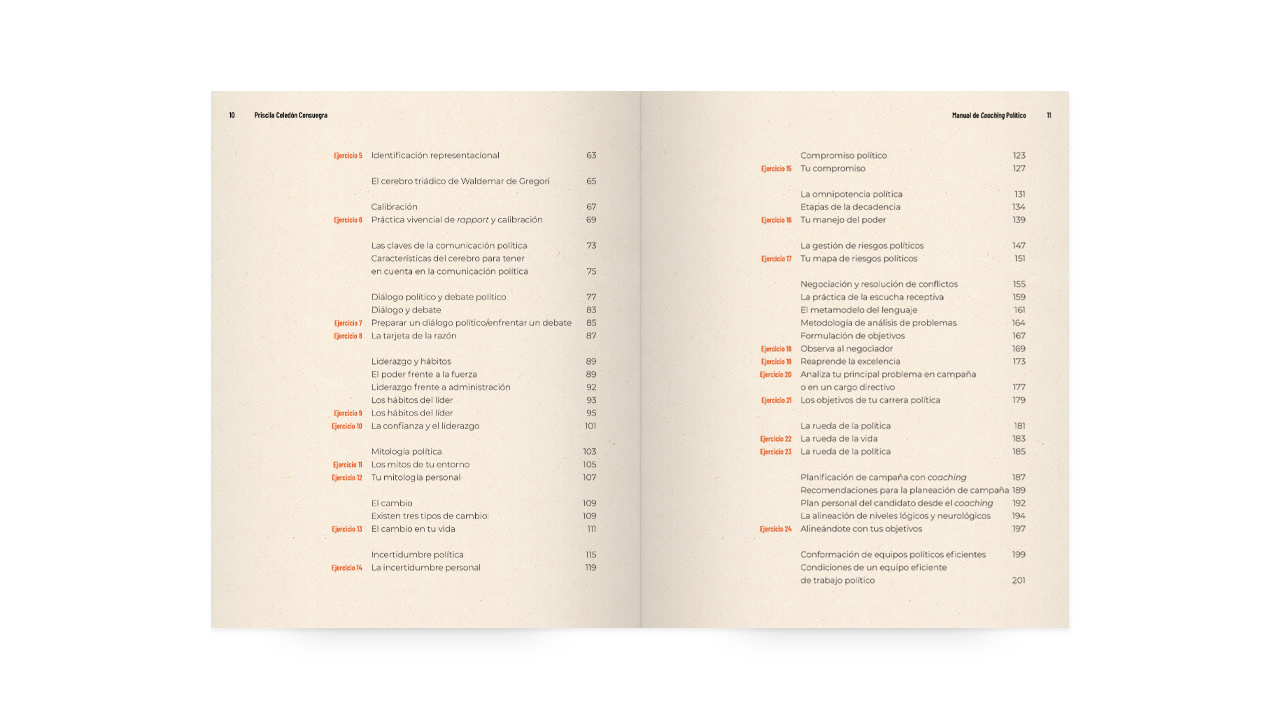 10 Priscila Celedón Consuegra
Ejercicio 5 Identificación representacional 63
El cerebro triádico de Waldemar de Gregori 65
Calibración 67
Ejercicio 6 Práctica vivencial de rapport y calibración 69
Las claves de la comunicación política 73
Características del cerebro para tener
en cuenta en la comunicación política 75
Diálogo político y debate político 77
Diálogo y debate 83
Ejercicio 7 Preparar un diálogo político/enfrentar un debate 85
Ejercicio 8 La tarjeta de la razón 87
Liderazgo y hábitos 89
El poder frente a la fuerza 89
Liderazgo frente a administración 92
Los hábitos del líder 93
Ejercicio 9 Los hábitos del líder 95
Ejercicio 10 La confianza y el liderazgo 101
Mitología política 103
Ejercicio 11 Los mitos de tu entorno 105
Ejercicio 12 Tu mitología personal 107
El cambio 109
Existen tres tipos de cambio: 109
Ejercicio 13 El cambio en tu vida 111
Incertidumbre política 115
Ejercicio 14 La incertidumbre personal 119
Manual de Coaching Político 11
Compromiso político 123
Ejercicio 15 Tu compromiso 127
La omnipotencia política 131
Etapas de la decadencia 134
Ejercicio 16 Tu manejo del poder 139
La gestión de riesgos políticos 147
Ejercicio 17 Tu mapa de riesgos políticos 151
Negociación y resolución de conflictos 155
La práctica de la escucha receptiva 159
El metamodelo del lenguaje 161
Metodología de análisis de problemas 164
Formulación de objetivos 167
Ejercicio 18 Observa al negociador 169
Ejercicio 19 Reaprende la excelencia 173
Ejercicio 20 Analiza tu principal problema en campaña
o en un cargo directivo 177
Ejercicio 21 Los objetivos de tu carrera política 179
La rueda de la política 181
Ejercicio 22 La rueda de la vida 183
Ejercicio 23 La rueda de la política 185
Planificación de campaña con coaching 187
Recomendaciones para la planeación de campaña 189
Plan personal del candidato desde el coaching 192
La alineación de niveles lógicos y neurológicos 194
Ejercicio 24 Alineándote con tus objetivos 197
Conformación de equipos políticos eficientes 199
Condiciones de un equipo eficiente
de trabajo político 201